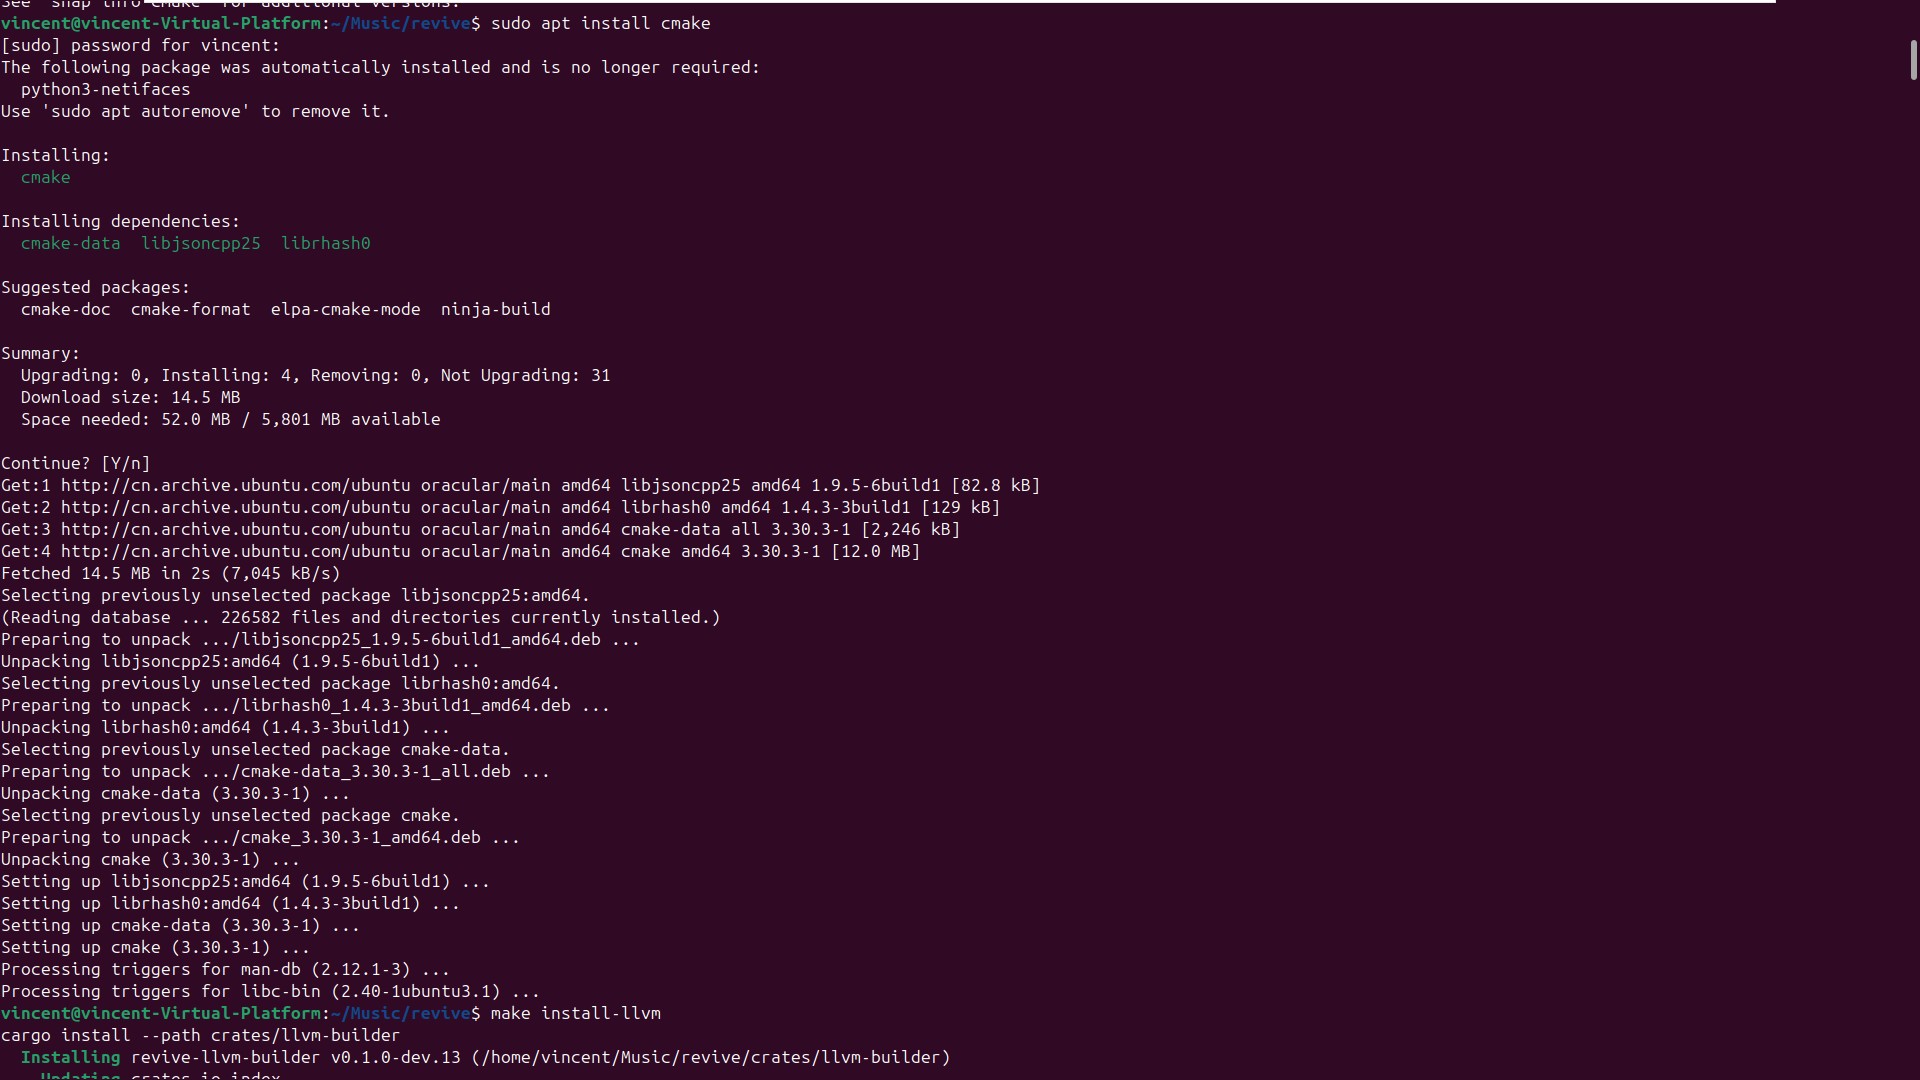 See 'snap info cmake' for additional versions.
vincent@vincent-Virtual-Platform:~/Music/revive$ sudo apt install cmake
[sudo] password for vincent:
The following package was automatically installed and is no longer required:
  python3-netifaces
Use 'sudo apt autoremove' to remove it.

Installing:
  cmake

Installing dependencies:
  cmake-data  libjsoncpp25  librhash0

Suggested packages:
  cmake-doc  cmake-format  elpa-cmake-mode  ninja-build

Summary:
  Upgrading: 0, Installing: 4, Removing: 0, Not Upgrading: 31
  Download size: 14.5 MB
  Space needed: 52.0 MB / 5,801 MB available

Continue? [Y/n]
Get:1 http://cn.archive.ubuntu.com/ubuntu oracular/main amd64 libjsoncpp25 amd64 1.9.5-6build1 [82.8 kB]
Get:2 http://cn.archive.ubuntu.com/ubuntu oracular/main amd64 librhash0 amd64 1.4.3-3build1 [129 kB]
Get:3 http://cn.archive.ubuntu.com/ubuntu oracular/main amd64 cmake-data all 3.30.3-1 [2,246 kB]
Get:4 http://cn.archive.ubuntu.com/ubuntu oracular/main amd64 cmake amd64 3.30.3-1 [12.0 MB]
Fetched 14.5 MB in 2s (7,045 kB/s)
Selecting previously unselected package libjsoncpp25:amd64.
(Reading database ... 226582 files and directories currently installed.)
Preparing to unpack .../libjsoncpp25_1.9.5-6build1_amd64.deb ...
Unpacking libjsoncpp25:amd64 (1.9.5-6build1) ...
Selecting previously unselected package librhash0:amd64.
Preparing to unpack .../librhash0_1.4.3-3build1_amd64.deb ...
Unpacking librhash0:amd64 (1.4.3-3build1) ...
Selecting previously unselected package cmake-data.
Preparing to unpack .../cmake-data_3.30.3-1_all.deb ...
Unpacking cmake-data (3.30.3-1) ...
Selecting previously unselected package cmake.
Preparing to unpack .../cmake_3.30.3-1_amd64.deb ...
Unpacking cmake (3.30.3-1) ...
Setting up libjsoncpp25:amd64 (1.9.5-6build1) ...
Setting up librhash0:amd64 (1.4.3-3build1) ...
Setting up cmake-data (3.30.3-1) ...
Setting up cmake (3.30.3-1) ...
Processing triggers for man-db (2.12.1-3) ...
Processing triggers for libc-bin (2.40-1ubuntu3.1) ...
vincent@vincent-Virtual-Platform:~/Music/revive$ make install-llvm
cargo install --path crates/llvm-builder
  Installing revive-llvm-builder v0.1.0-dev.13 (/home/vincent/Music/revive/crates/llvm-builder)
    Updating crates.io index